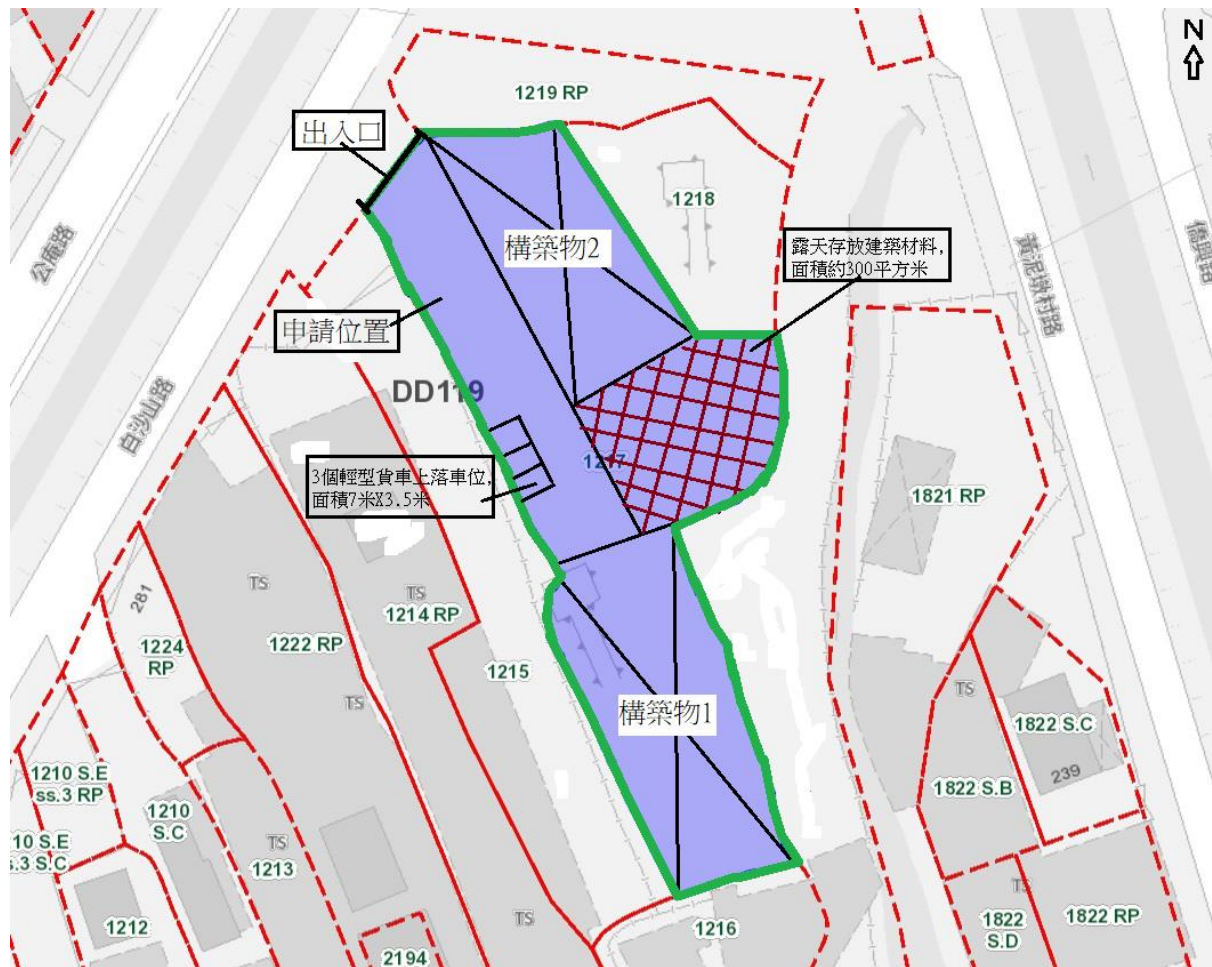 N
1219 RP
出入口
1218
公庵路
構築物2
露天存放建築材料,
面積約300平方米
黃泥墩村路
僑興路
申請位置
DD119
白沙山路
1217
3個輕型貨車上落車位,
面積7米X3.5米
1821 RP
281
TS
TS
1214 RP
1224
RP
1222 RP
1215
TS
TS
構築物1
1822 S.C
239
1822 S.B
1210 S.E
ss.3 RP
1210
S.C
10 S.E
s.3 S.C
TS
TS
1213
TS
1212
1216
1822
S.D
1822 RP
2194